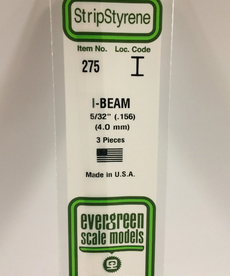 StripStyrene
Item No. Loc. Code
275
I-BEAM
5/32" (.156)
(4.0 mm)
3 Pieces
Made in U.S.A.
evergreen
scale models